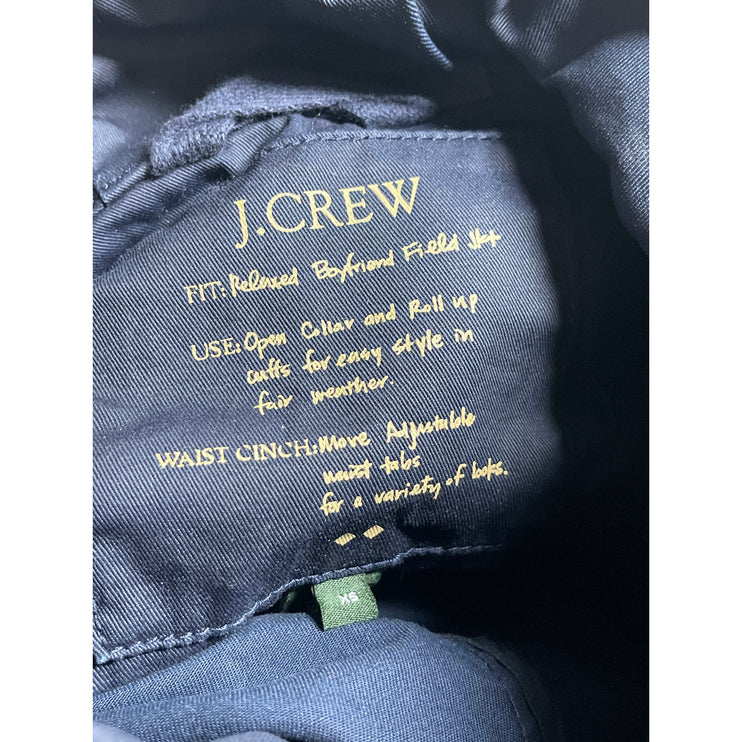 J.CREW
FIT: Relaxed Boyfriend Field Jkt
USE: Open Collar and Roll up
cuffs for easy style in
fair weather.
WAIST CINCH: Move Adjustable
waist tabs
for a variety of looks.
XS